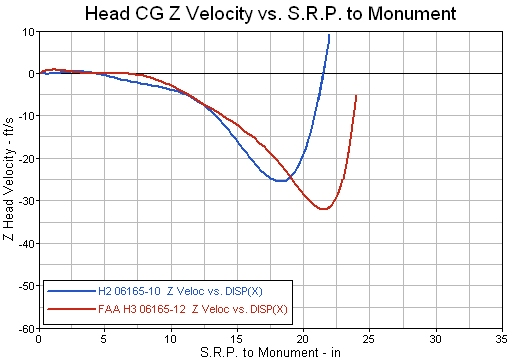 Head CG Z Velocity vs. S.R.P. to Monument
Z Head Velocity - ft/s
10
0
-10
-20
-30
-40
-50
-60
H2 06165-10 Z Veloc vs. DISP(X)
FAA H3 06165-12 Z Veloc vs. DISP(X)
0 5 10 15 20 25 30 35
S.R.P. to Monument - in